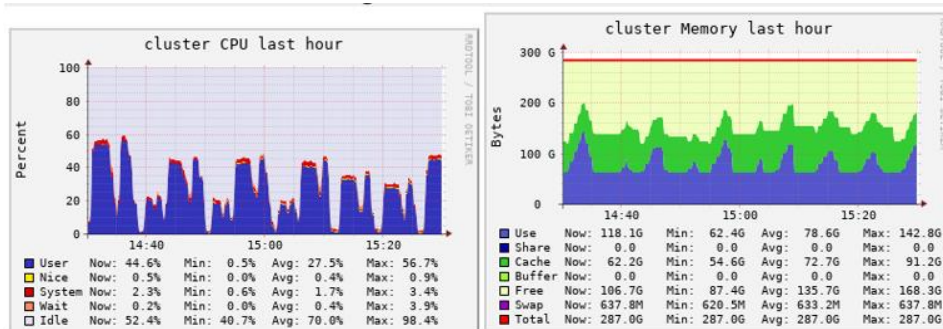 cluster CPU last hour
RRDTOOL / TOBI OETIKER
Percent
100
80
60
40
20
0
14:40 15:00 15:20
User Now: 44.6% Min: 0.5% Avg: 27.5% Max: 56.7%
Nice Now: 0.5% Min: 0.0% Avg: 0.4% Max: 0.9%
System Now: 2.3% Min: 0.6% Avg: 1.7% Max: 3.4%
Wait Now: 0.2% Min: 0.0% Avg: 0.4% Max: 3.9%
Idle Now: 52.4% Min: 40.7% Avg: 70.0% Max: 98.4%
cluster Memory last hour
Bytes
300 G
200 G
100 G
0
14:40 15:00 15:20
Use Now: 118.1G Min: 62.4G Avg: 78.6G Max: 142.8G
Share Now: 0.0 Min: 0.0 Avg: 0.0 Max: 0.0
Cache Now: 62.2G Min: 54.6G Avg: 72.7G Max: 91.2G
Buffer Now: 0.0 Min: 0.0 Avg: 0.0 Max: 0.0
Free Now: 106.7G Min: 87.4G Avg: 135.7G Max: 168.3G
Swap Now: 637.8M Min: 620.5M Avg: 633.2M Max: 637.8M
Total Now: 287.0G Min: 287.0G Avg: 287.0G Max: 287.0G